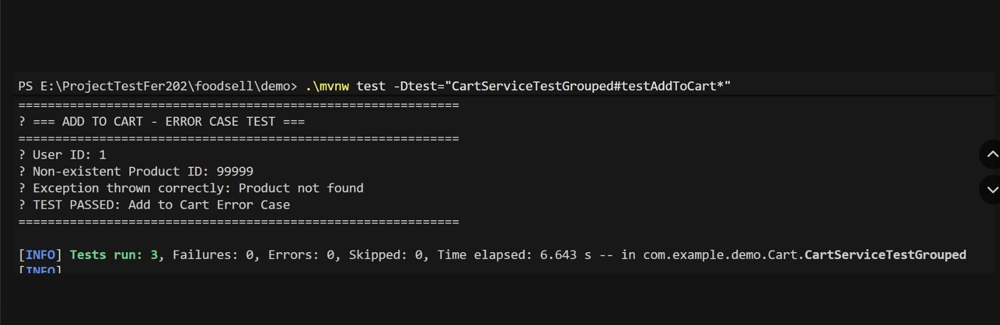 PS E:\ProjectTestFer202\foodsell\demo> .\mvnw test -Dtest="CartServiceTestGrouped#testAddToCart*"
============================================================
? === ADD TO CART - ERROR CASE TEST ===
============================================================
? User ID: 1
? Non-existent Product ID: 99999
? Exception thrown correctly: Product not found
? TEST PASSED: Add to Cart Error Case
============================================================
[INFO] Tests run: 3, Failures: 0, Errors: 0, Skipped: 0, Time elapsed: 6.643 s -- in com.example.demo.Cart.CartServiceTestGrouped
[INFO]